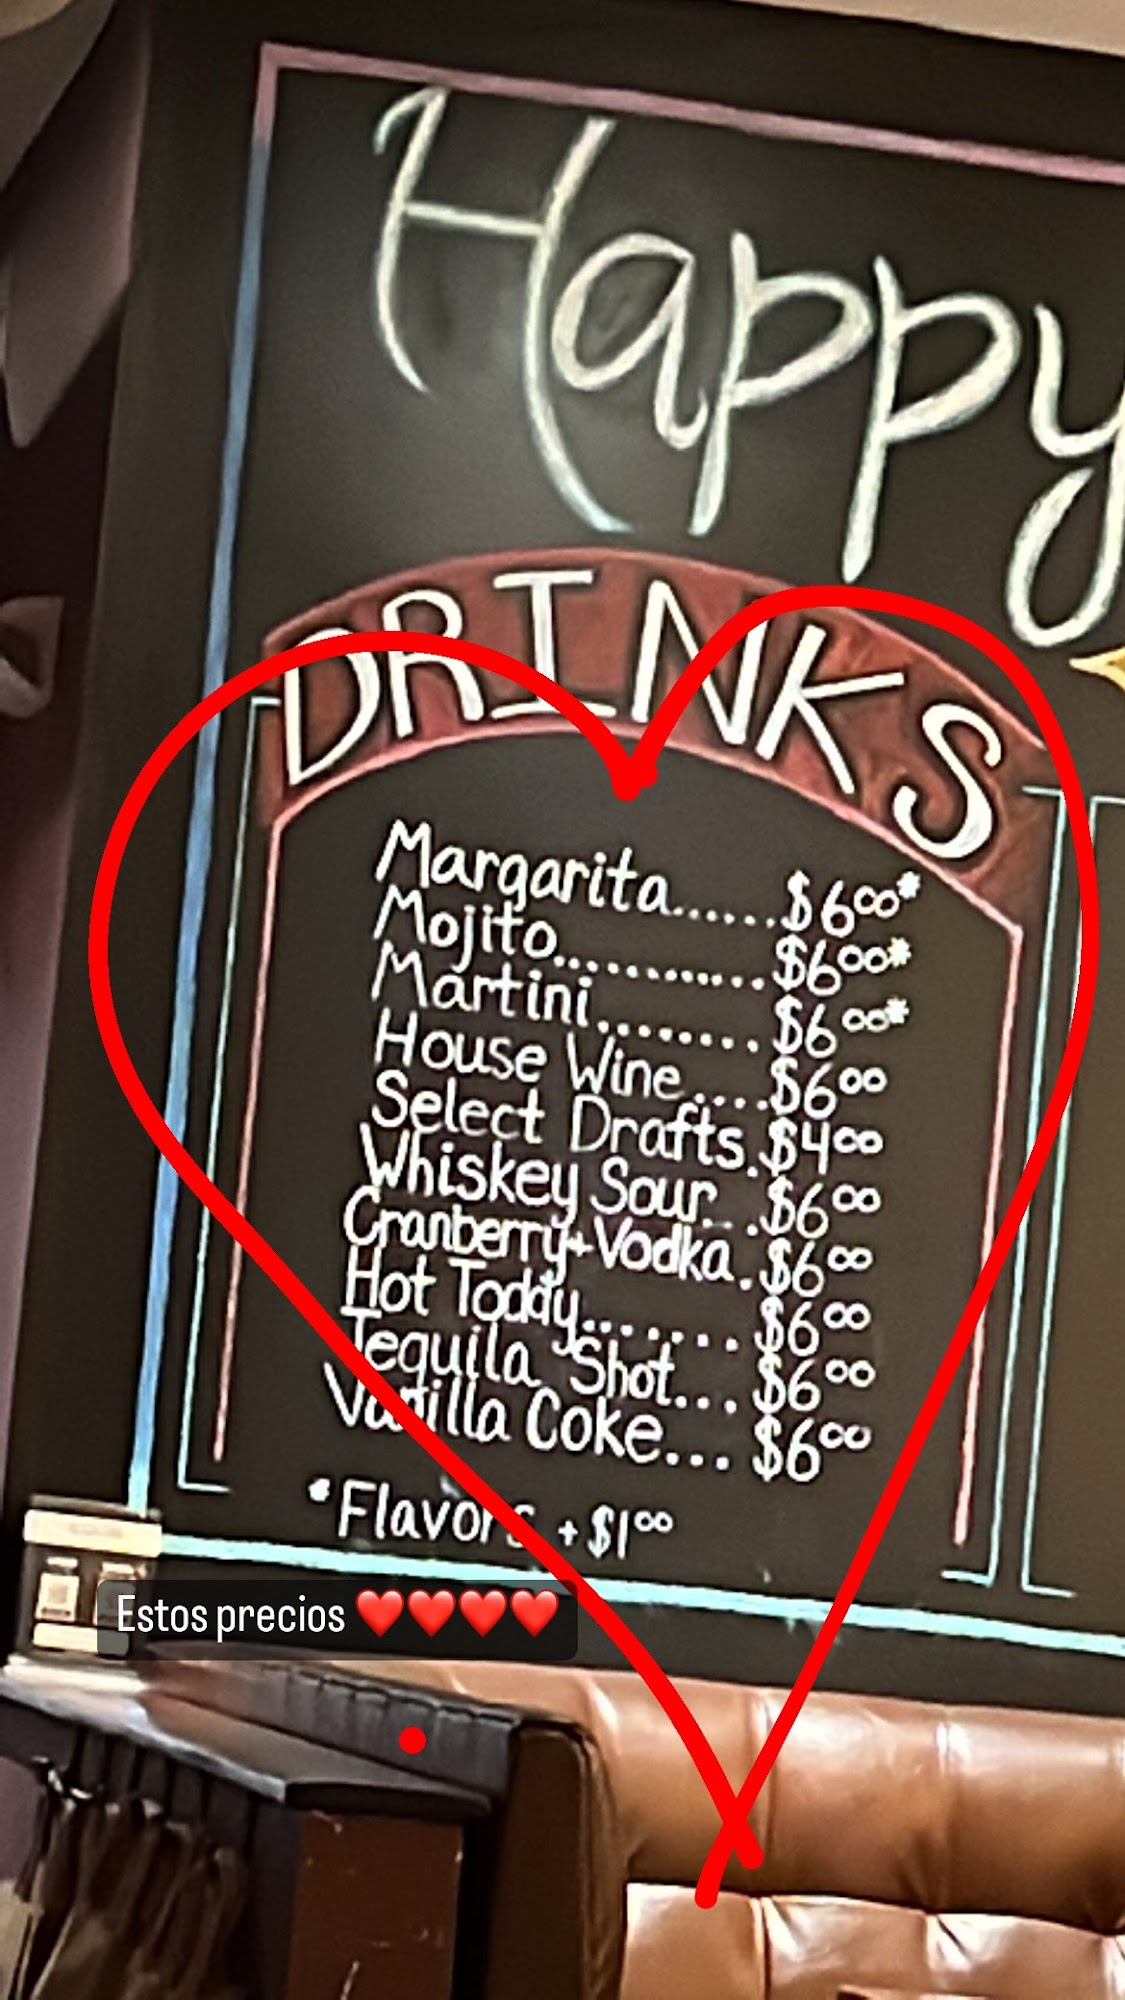 Happy
DRINKS
Margarita......$6⁰⁰*
Mojito............$6⁰⁰*
Martini.........$6⁰⁰*
House Wine....$6⁰⁰
Select Drafts.$4⁰⁰
Whiskey Sour...$6⁰⁰
Cranberry+Vodka.$6⁰⁰
Hot Toddy.......$6⁰⁰
Tequila Shot...$6⁰⁰
Vanilla Coke...$6⁰⁰
*Flavors +$1⁰⁰
Estos precios ❤️❤️❤️❤️